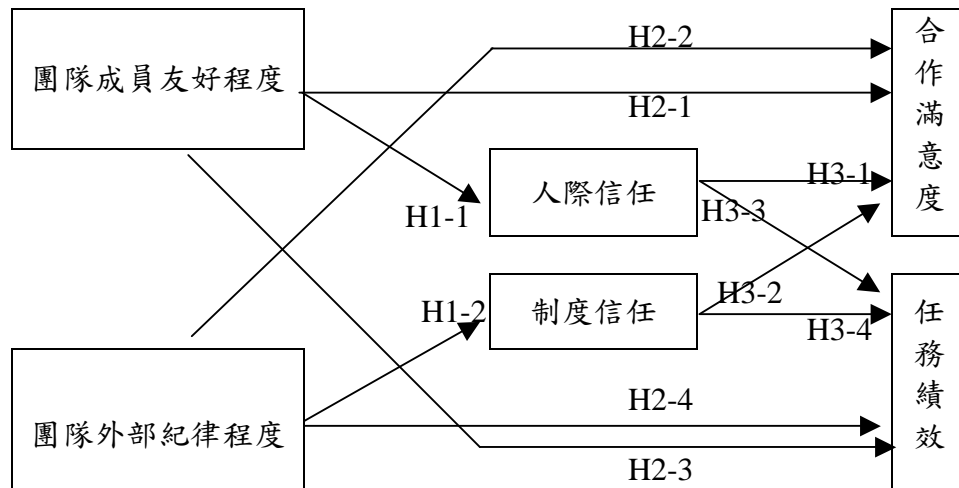 H2-2
團隊成員友好程度
H2-1
合作滿意度
人際信任
H3-1
H1-1
H3-3
H3-2
H1-2
制度信任
H3-4
任務績效
H2-4
團隊外部紀律程度
H2-3